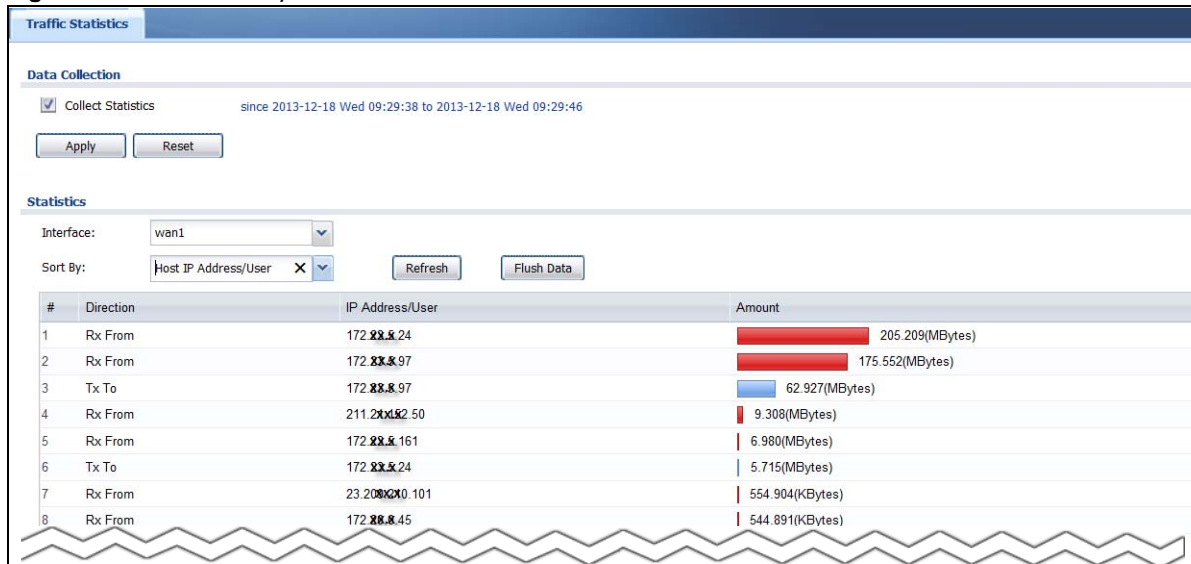 Traffic Statistics
Data Collection
Collect Statistics since 2013-12-18 Wed 09:29:38 to 2013-12-18 Wed 09:29:46
Apply Reset
Statistics
Interface: wan1
Sort By: Host IP Address/User Refresh Flush Data
# Direction IP Address/User Amount
1 Rx From 205.209(MBytes)
2 Rx From 175.552(MBytes)
3 Tx To 62.927(MBytes)
4 Rx From 9.308(MBytes)
5 Rx From 6.980(MBytes)
6 Tx To 5.715(MBytes)
7 Rx From 554.904(KBytes)
8 Rx From 544.891(KBytes)